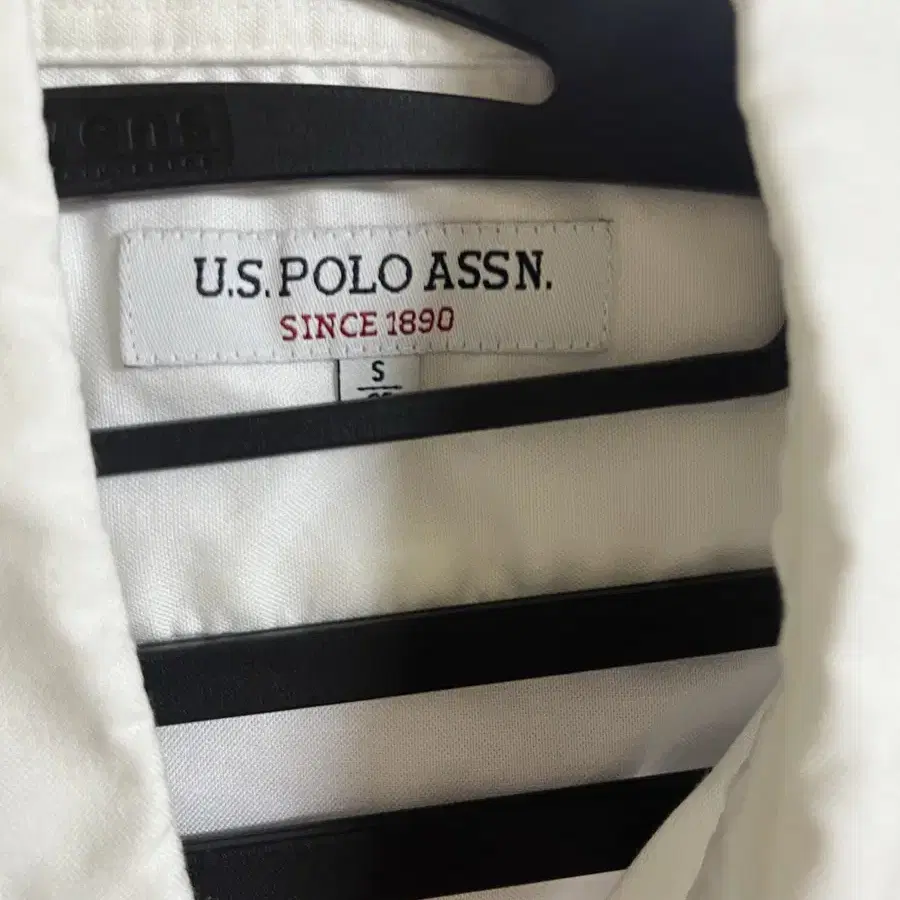 U.S. POLO ASSN.
SINCE 1890
S